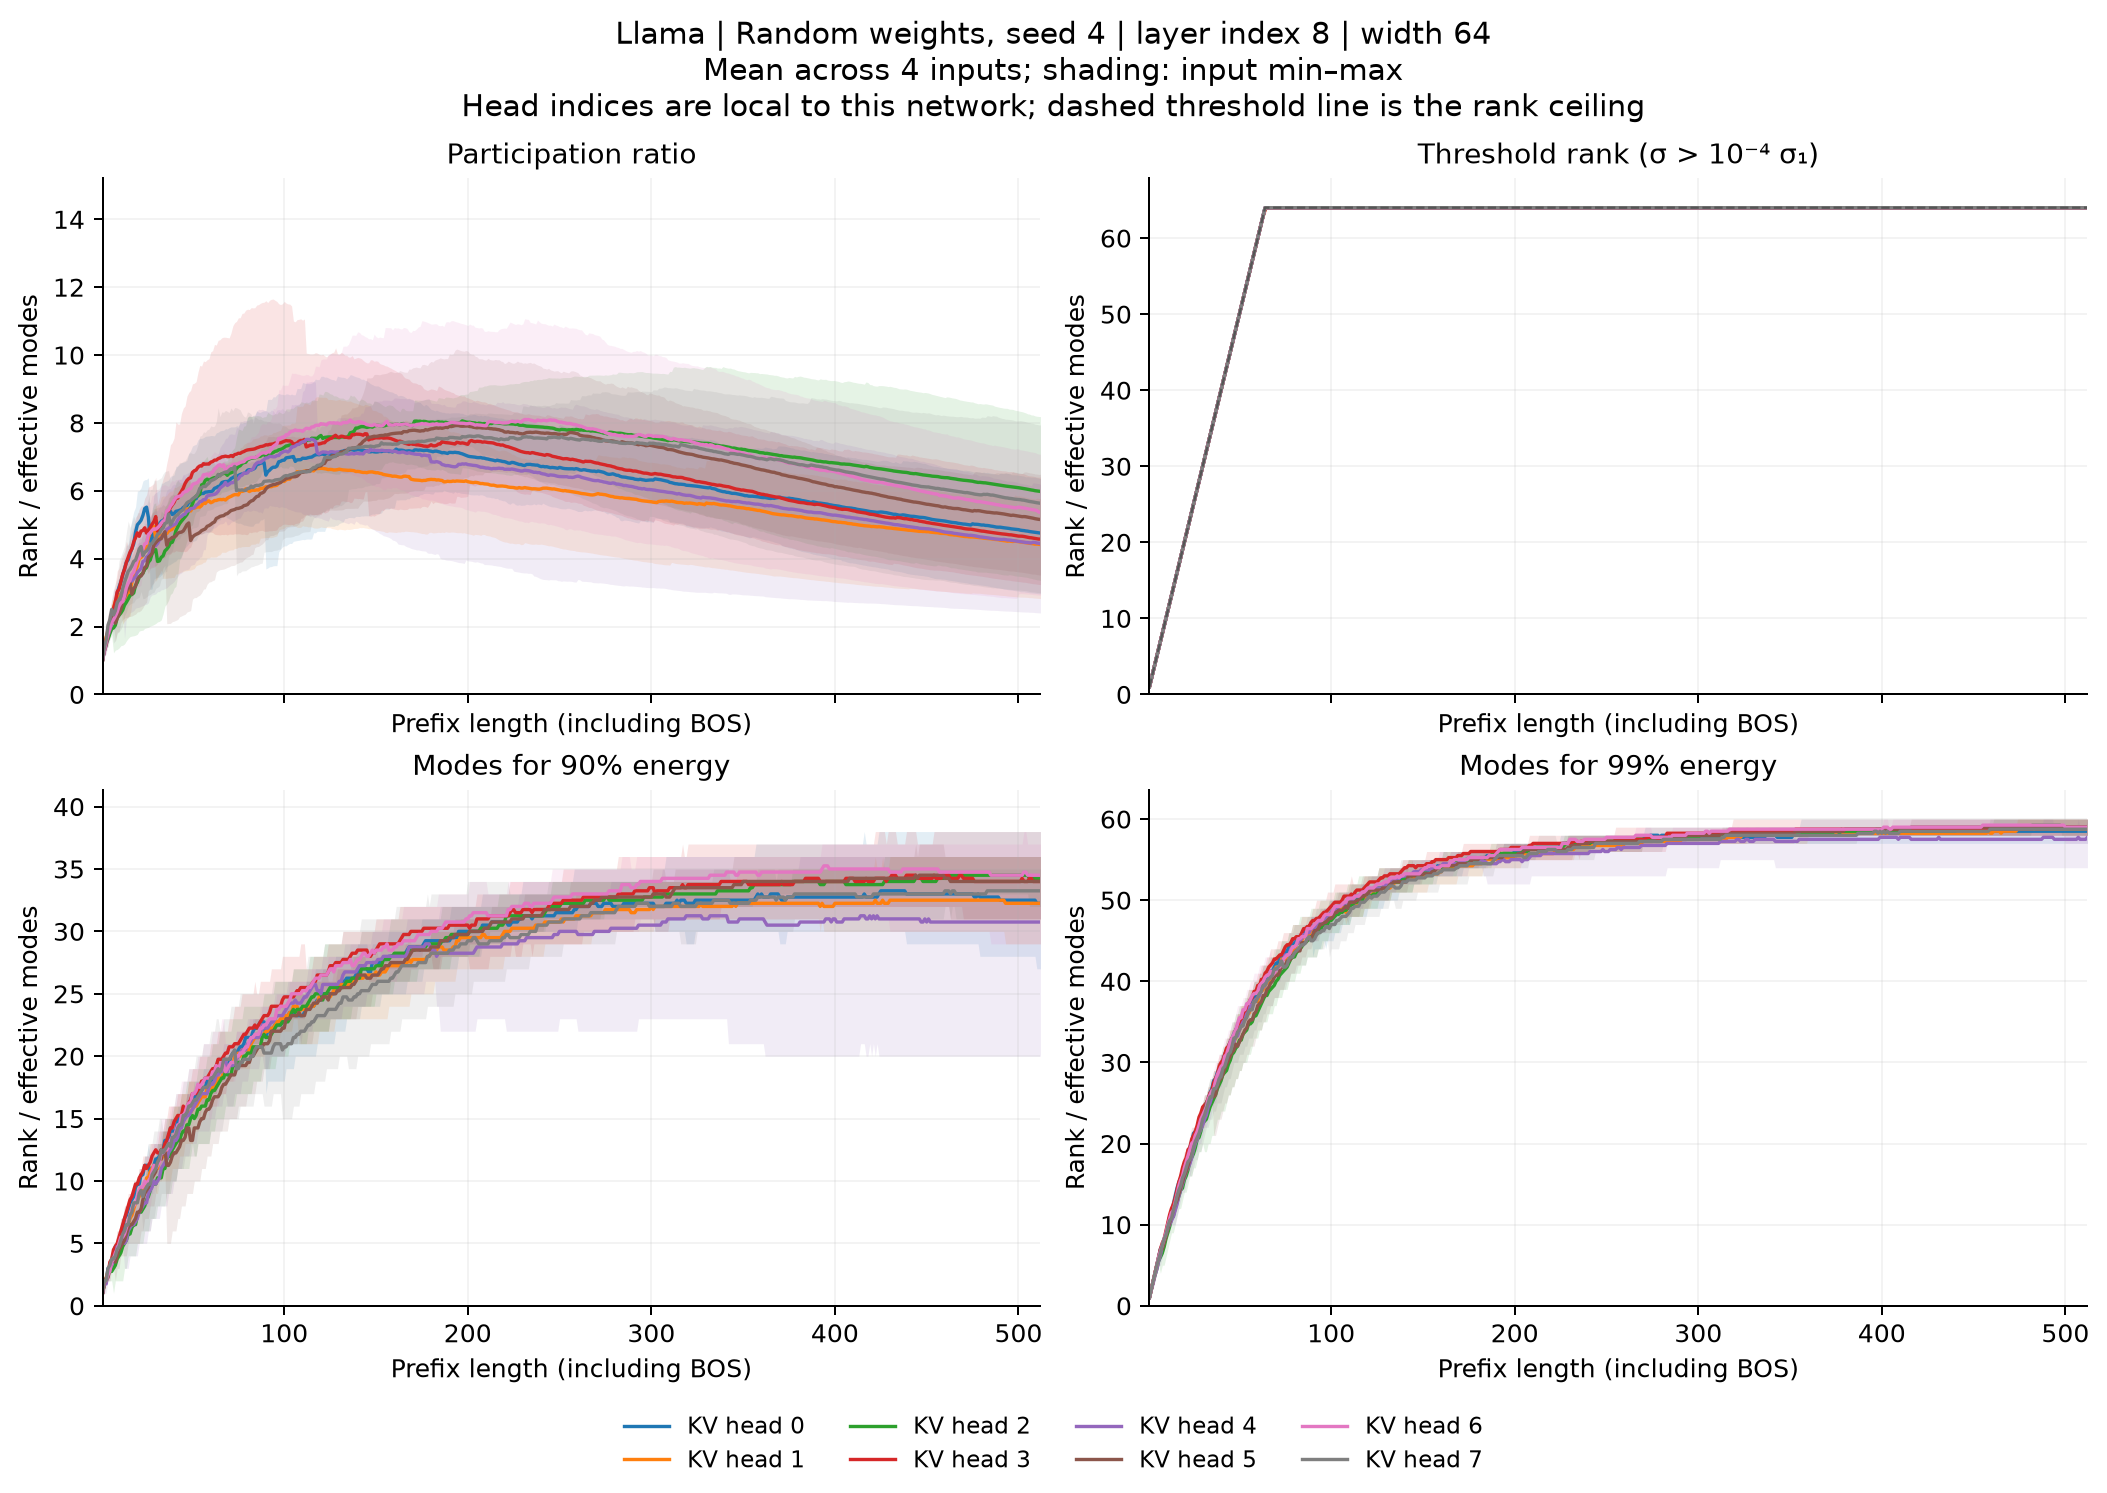 Llama | Random weights, seed 4 | layer index 8 | width 64
Mean across 4 inputs; shading: input min–max
Head indices are local to this network; dashed threshold line is the rank ceiling
Participation ratio
Rank / effective modes
14
12
10
8
6
4
2
0
Prefix length (including BOS)
Threshold rank (σ > 10⁻⁴ σ₁)
Rank / effective modes
60
50
40
30
20
10
0
Prefix length (including BOS)
Modes for 90% energy
Rank / effective modes
40
35
30
25
20
15
10
5
0
100 200 300 400 500
Prefix length (including BOS)
Modes for 99% energy
Rank / effective modes
60
50
40
30
20
10
0
100 200 300 400 500
Prefix length (including BOS)
KV head 0 KV head 2 KV head 4 KV head 6
KV head 1 KV head 3 KV head 5 KV head 7